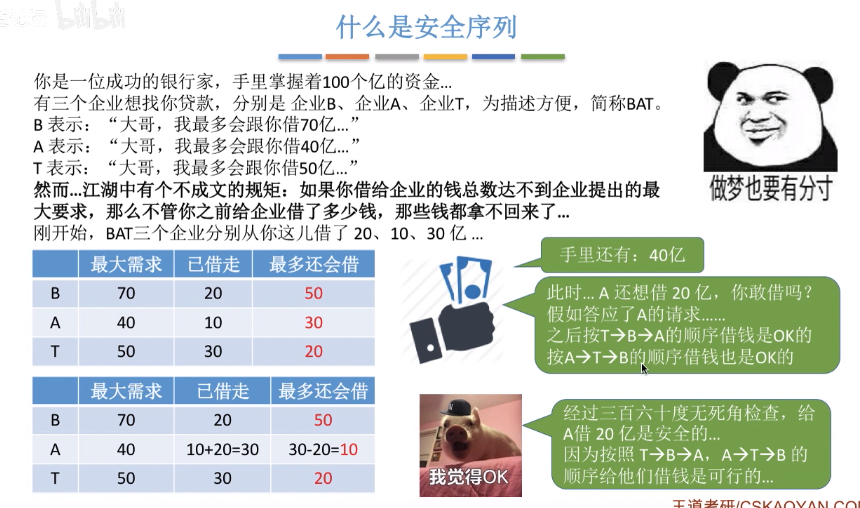 bilibili
什么是安全序列
你是一位成功的银行家，手里掌握着100个亿的资金...
有三个企业想找你贷款，分别是 企业B、企业A、企业T，为描述方便，简称BAT。
B 表示：“大哥，我最多会跟你借70亿...”
A 表示：“大哥，我最多会跟你借40亿...”
T 表示：“大哥，我最多会跟你借50亿...”
然而...江湖中有个不成文的规矩：如果你借给企业的钱总数达不到企业提出的最
大要求，那么不管你之前给企业借了多少钱，那些钱都拿不回来了...
刚开始，BAT三个企业分别从你这儿借了 20、10、30 亿 ...
做梦也要有分寸
最大需求 已借走 最多还会借
B 70 20 50
A 40 10 30
T 50 30 20
手里还有：40亿
此时... A 还想借 20 亿，你敢借吗？
假如答应了A的请求......
之后按T→B→A的顺序借钱是OK的
按A→T→B的顺序借钱也是OK的
最大需求 已借走 最多还会借
B 70 20 50
A 40 10+20=30 30-20=10
T 50 30 20
我觉得OK
经过三百六十度无死角检查，给
A借 20 亿是安全的...
因为按照 T→B→A，A→T→B 的
顺序给他们借钱是可行的...
王道考研/CSKAOYAN.COM